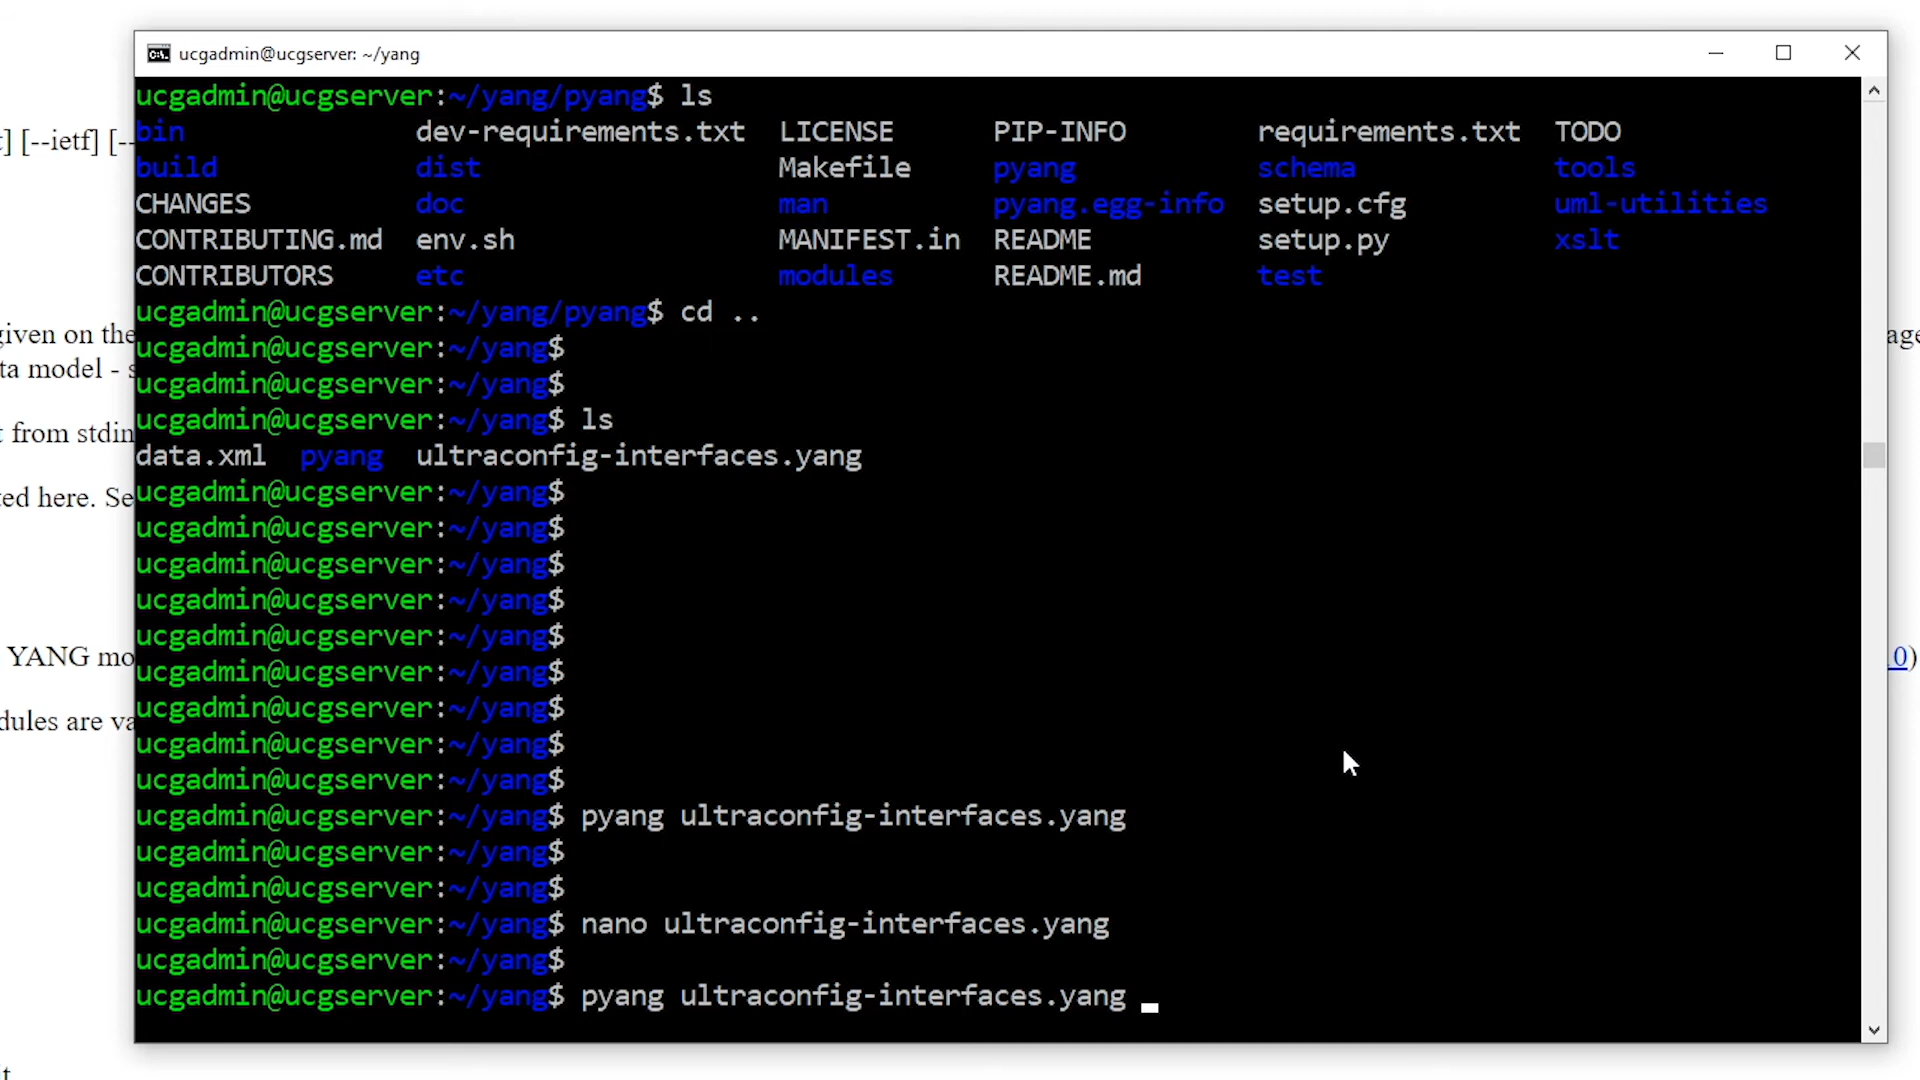 ucgadmin@ucgserver: ~/yang
ucgadmin@ucgserver:~/yang/pyang$ ls
bin dev-requirements.txt LICENSE PIP-INFO requirements.txt TODO
build dist Makefile pyang schema tools
CHANGES doc man pyang.egg-info setup.cfg uml-utilities
CONTRIBUTING.md env.sh MANIFEST.in README setup.py xslt
CONTRIBUTORS etc modules README.md test
ucgadmin@ucgserver:~/yang/pyang$ cd ..
ucgadmin@ucgserver:~/yang$
ucgadmin@ucgserver:~/yang$
ucgadmin@ucgserver:~/yang$ ls
data.xml pyang ultraconfig-interfaces.yang
ucgadmin@ucgserver:~/yang$
ucgadmin@ucgserver:~/yang$
ucgadmin@ucgserver:~/yang$
ucgadmin@ucgserver:~/yang$
ucgadmin@ucgserver:~/yang$
ucgadmin@ucgserver:~/yang$
ucgadmin@ucgserver:~/yang$
ucgadmin@ucgserver:~/yang$
ucgadmin@ucgserver:~/yang$
ucgadmin@ucgserver:~/yang$ pyang ultraconfig-interfaces.yang
ucgadmin@ucgserver:~/yang$
ucgadmin@ucgserver:~/yang$
ucgadmin@ucgserver:~/yang$ nano ultraconfig-interfaces.yang
ucgadmin@ucgserver:~/yang$
ucgadmin@ucgserver:~/yang$ pyang ultraconfig-interfaces.yang
] [--ietf] [--
given on the
ta model - s
from stdin
ted here. Se
YANG mo
0)
dules are va